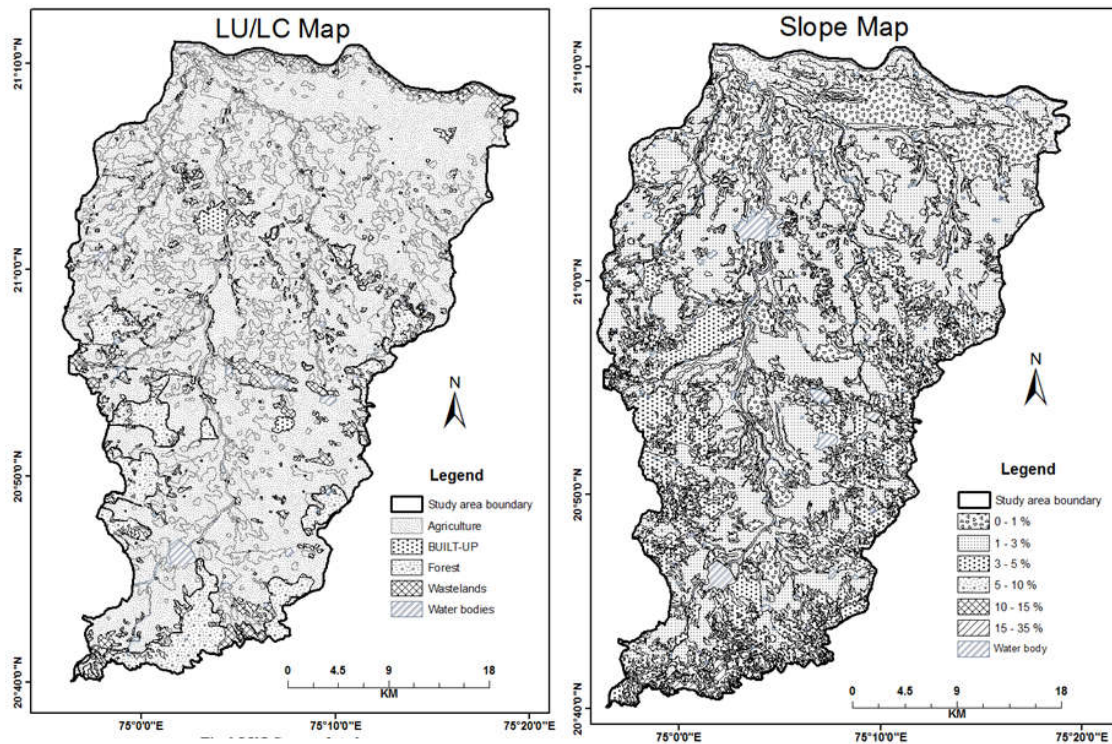 LU/LC Map
21°10'0"N
21°0'0"N
20°50'0"N
20°40'0"N
N
Legend
Study area boundary
Agriculture
BUILT-UP
Forest
Wastelands
Water bodies
0 4.5 9 18
KM
75°0'0"E 75°10'0"E 75°20'0"E
Slope Map
21°10'0"N
21°0'0"N
20°50'0"N
20°40'0"N
N
Legend
Study area boundary
0 - 1 %
1 - 3 %
3 - 5 %
5 - 10 %
10 - 15 %
15 - 35 %
Water body
0 4.5 9 18
KM
75°0'0"E 75°10'0"E 75°20'0"E